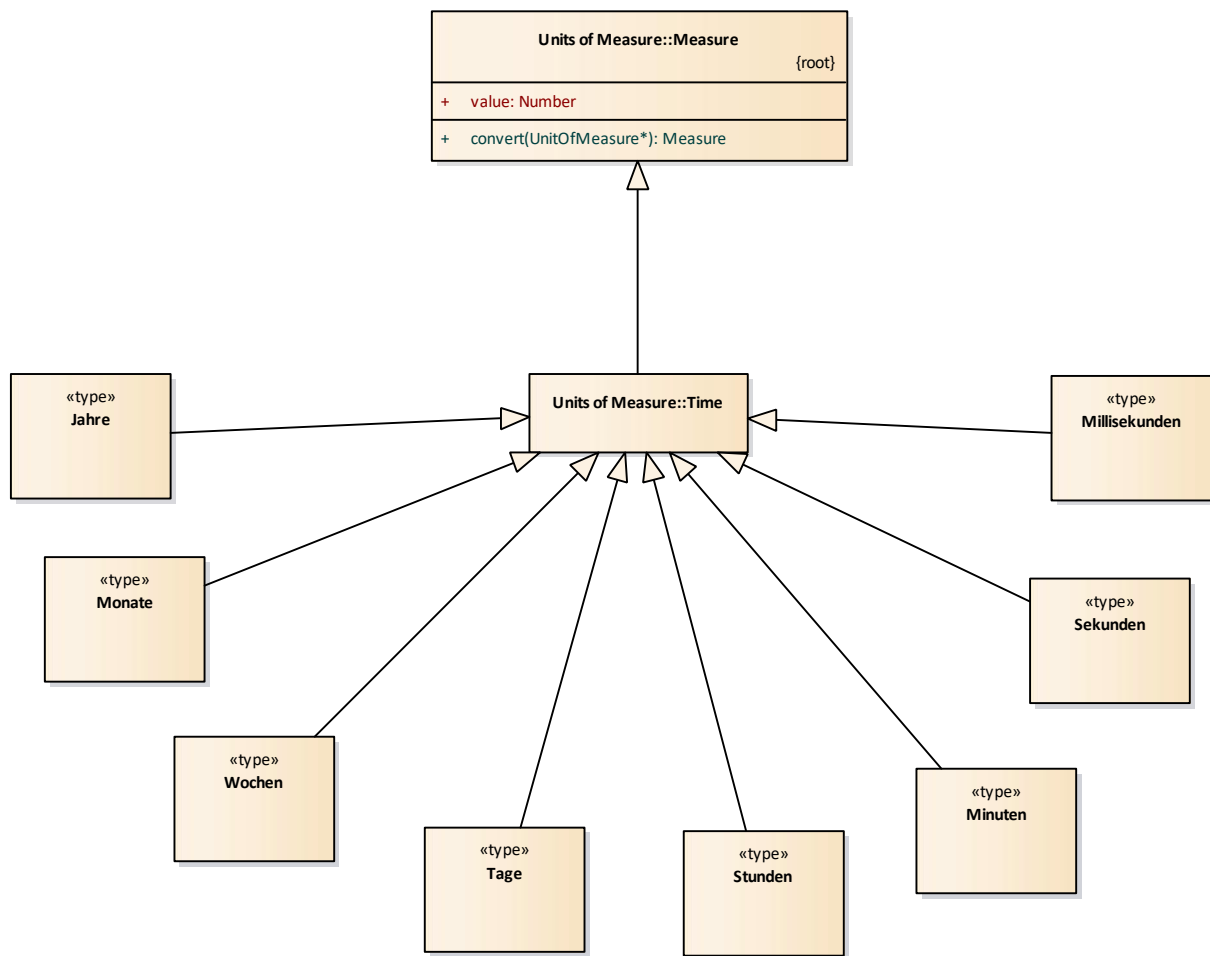 Units of Measure::Measure
{root}
+ value: Number
+ convert(UnitOfMeasure*): Measure
«type»
Jahre
Units of Measure::Time
«type»
Millisekunden
«type»
Monate
«type»
Sekunden
«type»
Wochen
«type»
Minuten
«type»
Tage
«type»
Stunden